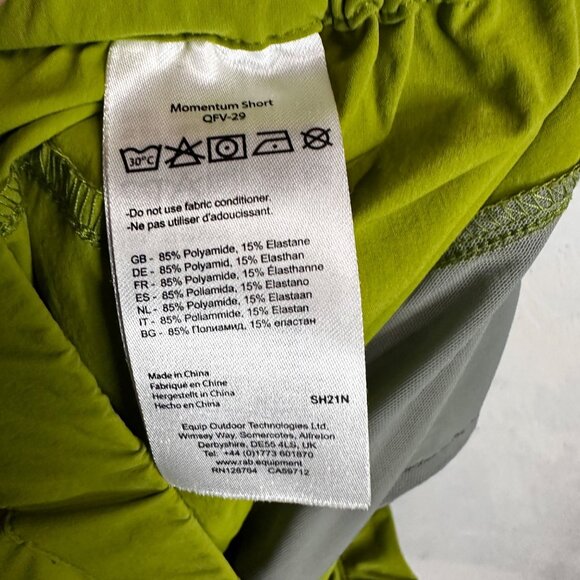 Momentum Short
QFV-29
30°C
-Do not use fabric conditioner.
-Ne pas utiliser d'adoucissant.
GB - 85% Polyamide, 15% Elastane
DE - 85% Polyamide, 15% Elasthan
FR - 85% Polyamide, 15% Élasthanne
ES - 85% Poliamida, 15% Elastano
NL - 85% Polyamide, 15% Elastaan
IT - 85% Poliammide, 15% Elastan
BG - 85% Полиамид, 15% еластан
Made in China
Fabriqué en Chine
Hergestellt in China
Hecho en China
SH21N
Equip Outdoor Technologies Ltd.
Wimsey Way, Somercotes, Alfreton
Derbyshire, DE55 4LS, UK
Tel: +44 (0)1773 601870
www.rab.equipment
RN128764 CA59712